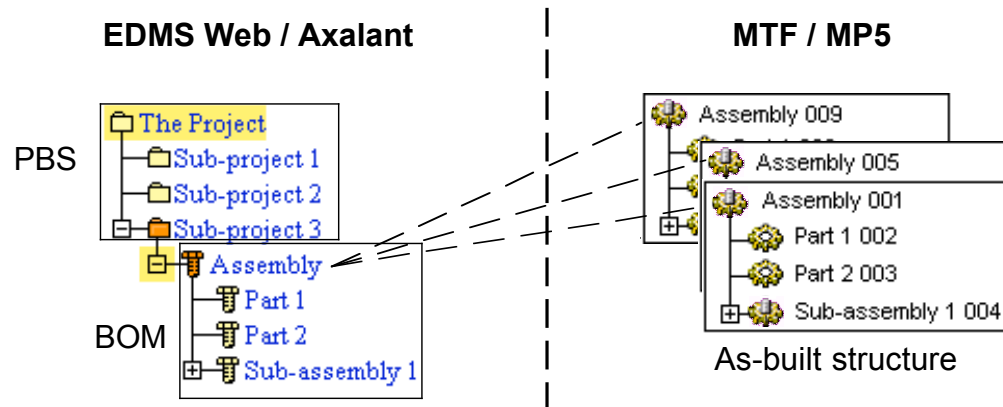 EDMS Web / Axalant
MTF / MP5
PBS
The Project
Sub-project 1
Sub-project 2
Sub-project 3
BOM
Assembly
Part 1
Part 2
Sub-assembly 1
Assembly 009
Assembly 005
Assembly 001
Part 1 002
Part 2 003
Sub-assembly 1 004
As-built structure